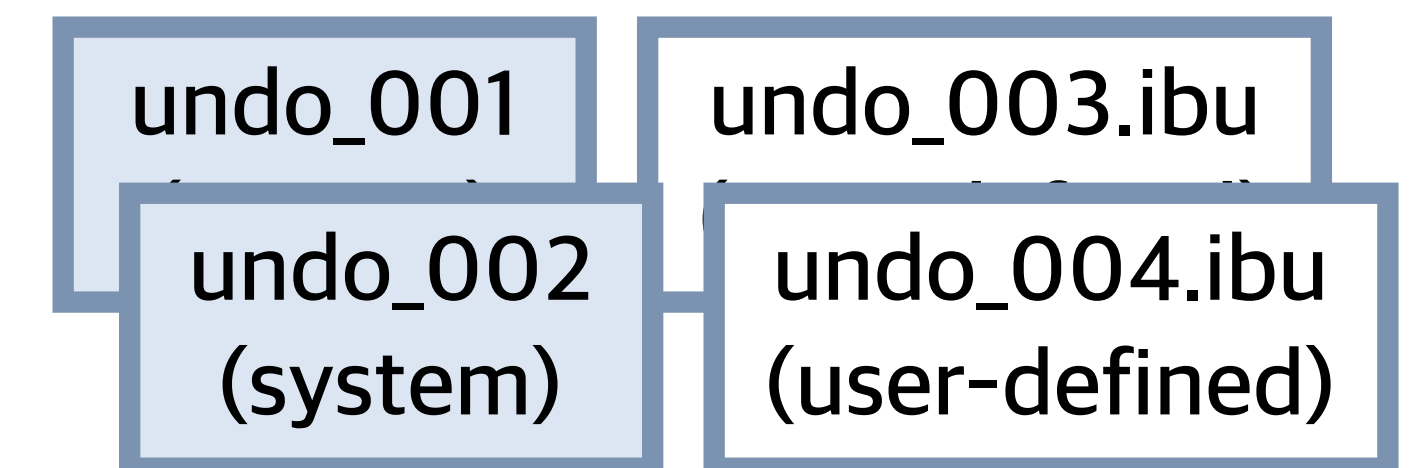 undo_001
undo_003.ibu
undo_002
(system)
undo_004.ibu
(user-defined)